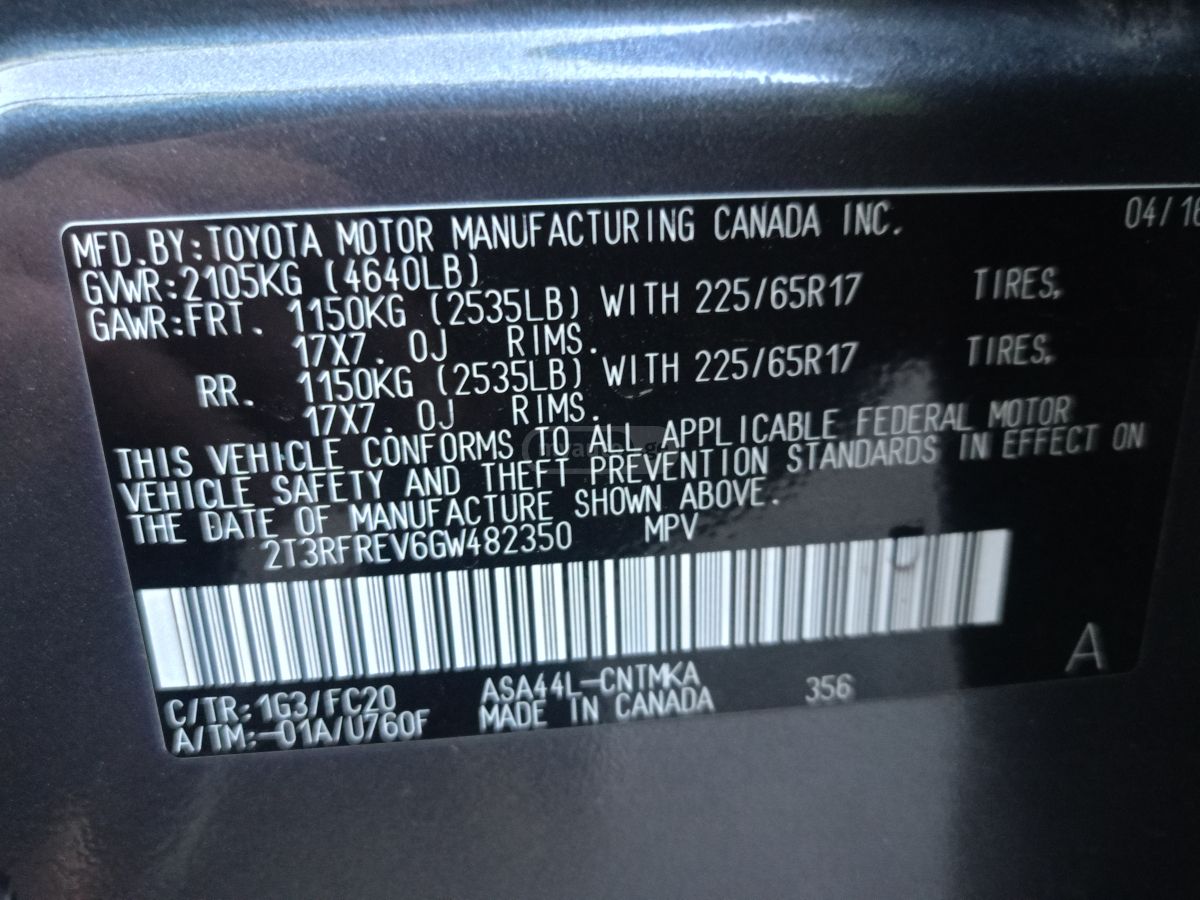 MFD.BY:TOYOTA MOTOR MANUFACTURING CANADA INC. 04/16
GVWR:2105KG (4640LB)
GAWR:FRT. 1150KG (2535LB) WITH 225/65R17 TIRES,
17X7. 0J RIMS.
RR. 1150KG (2535LB) WITH 225/65R17 TIRES,
17X7. 0J RIMS.
THIS VEHICLE CONFORMS TO ALL APPLICABLE FEDERAL MOTOR
VEHICLE SAFETY AND THEFT PREVENTION STANDARDS IN EFFECT ON
THE DATE OF MANUFACTURE SHOWN ABOVE.
2T3RFREV6GW482350 MPV
A
C/TR:1G3/FC20 ASA44L-CNTMKA 356
A/TM:-01A/U760F MADE IN CANADA